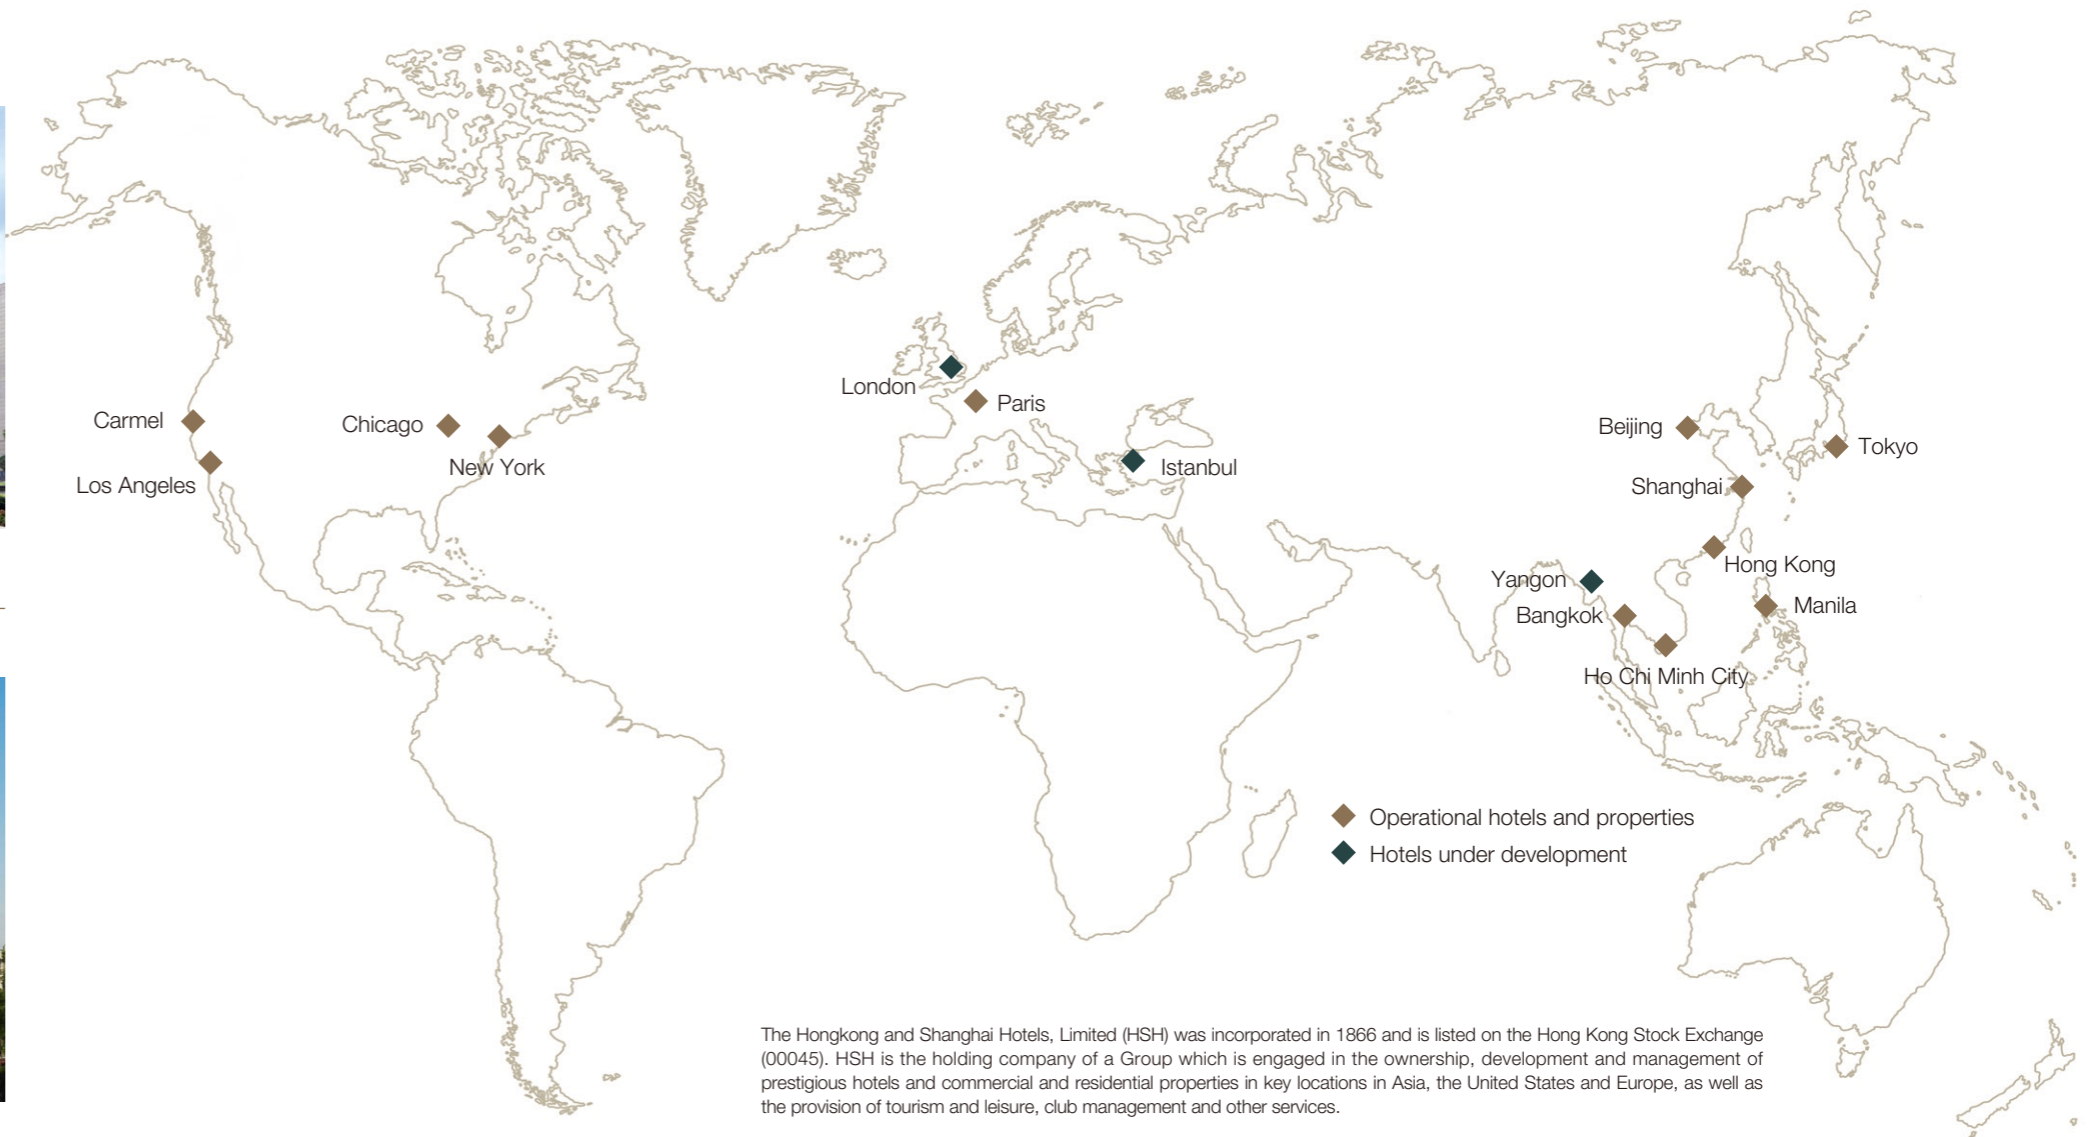 London
Paris
Carmel
Chicago
Beijing
Tokyo
New York
Istanbul
Los Angeles
Shanghai
Hong Kong
Yangon
Manila
Bangkok
Ho Chi Minh City
Operational hotels and properties
Hotels under development
The Hongkong and Shanghai Hotels, Limited (HSH) was incorporated in 1866 and is listed on the Hong Kong Stock Exchange
(00045). HSH is the holding company of a Group which is engaged in the ownership, development and management of
prestigious hotels and commercial and residential properties in key locations in Asia, the United States and Europe, as well as
the provision of tourism and leisure, club management and other services.